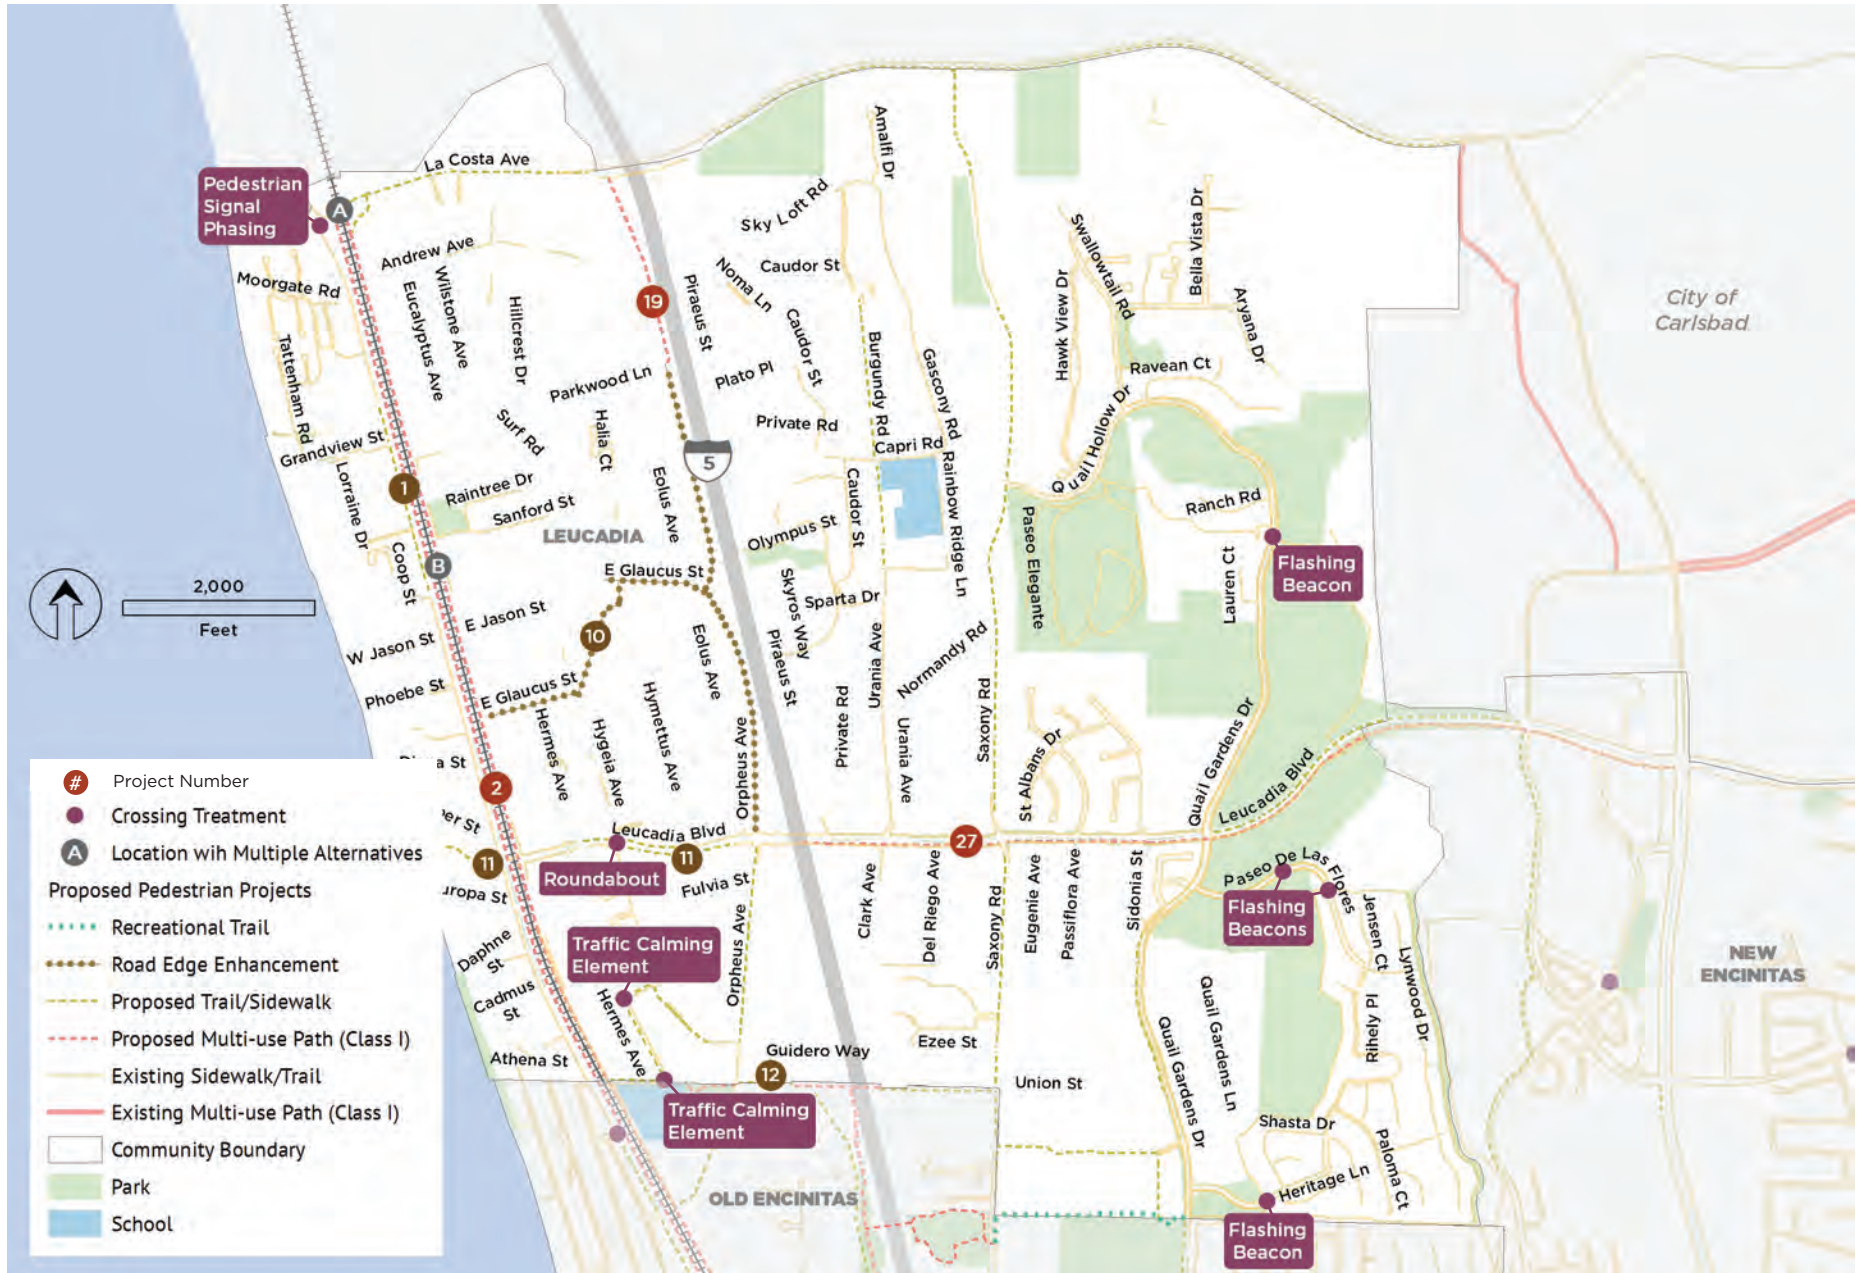 La Costa Ave
Pedestrian
Signal
Phasing
A
Moorgate Rd
Andrew Ave
Wilstone Ave
Eucalyptus Ave
Hillcrest Dr
19
Piraeus St
Noma Ln
Sky Loft Rd
Caudor St
Amalfi Dr
Caudor St
Burgundy Rd
Gascony Rd
Plato Pl
Private Rd
Capri Rd
Hawk View Dr
Swallowtail Rd
Bella Vista Dr
Aryana Dr
Ravean Ct
Quail Hollow Dr
City of
Carlsbad
Tattenham Rd
Grandview St
Parkwood Ln
Surf Rd
Halia Ct
5
1
Lorraine Dr
Raintree Dr
Sanford St
LEUCADIA
Eolus Ave
Olympus St
Caudor St
Rainbow Ridge Ln
Paseo Elegante
Ranch Rd
Lauren Ct
Flashing
Beacon
B
Coop St
2,000
Feet
E Glaucus St
E Jason St
W Jason St
Phoebe St
10
E Glaucus St
Eolus Ave
Skyros Way
Sparta Dr
Piraeus St
Urania Ave
Normandy Rd
Private Rd
Urania Ave
Saxony Rd
St Albans Dr
Quail Gardens Dr
Leucadia Blvd
Hermes Ave
Hygeia Ave
Hymettus Ave
Orpheus Ave
a St
2
er St
Leucadia Blvd
11
11
Roundabout
Fulvia St
27
uropa St
Clark Ave
Del Riego Ave
Saxony Rd
Eugenie Ave
Passiflora Ave
Sidonia St
Paseo De Las Flores
Flashing
Beacons
Jensen Ct
Lynwood Dr
NEW
ENCINITAS
Daphne
St
Cadmus
St
Athena St
Traffic Calming
Element
Hermes Ave
Orpheus Ave
Guidero Way
12
Traffic Calming
Element
Ezee St
Union St
Quail Gardens Dr
Quail Gardens Ln
Riley Pl
Shasta Dr
Paloma Ct
Heritage Ln
Flashing
Beacon
OLD ENCINITAS
# Project Number
Crossing Treatment
A Location wih Multiple Alternatives
Proposed Pedestrian Projects
Recreational Trail
Road Edge Enhancement
Proposed Trail/Sidewalk
Proposed Multi-use Path (Class I)
Existing Sidewalk/Trail
Existing Multi-use Path (Class I)
Community Boundary
Park
School